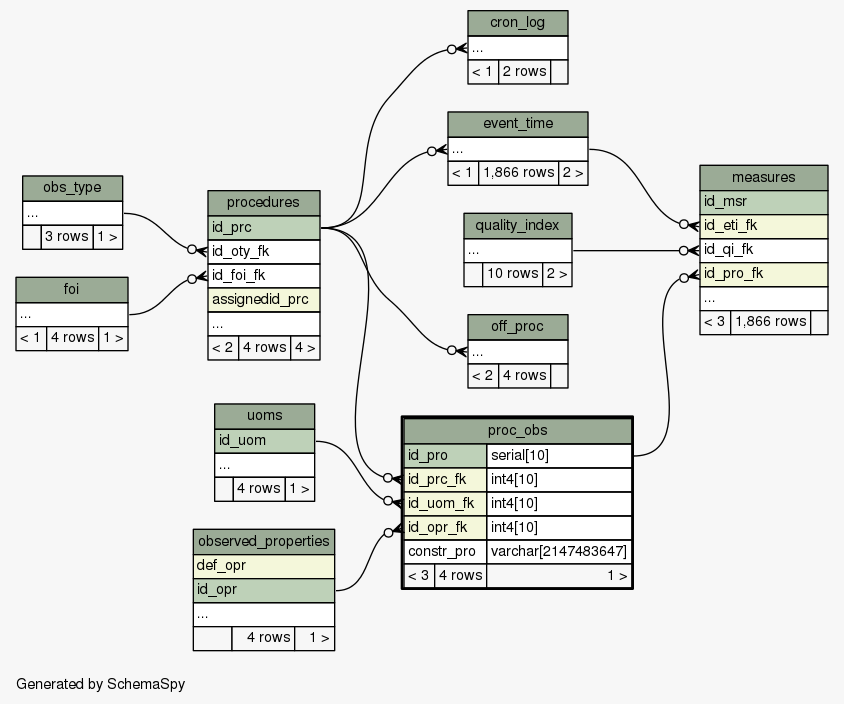 cron_log
...
< 1 2 rows
event_time
...
< 1 1,866 rows 2 >
measures
id_msr
id_eti_fk
id_qi_fk
id_pro_fk
...
< 3 1,866 rows
obs_type
...
3 rows 1 >
procedures
id_prc
id_oty_fk
id_foi_fk
assignedid_prc
...
< 2 4 rows 4 >
quality_index
...
10 rows 2 >
foi
...
< 1 4 rows 1 >
off_proc
...
< 2 4 rows
uoms
id_uom
...
4 rows 1 >
proc_obs
id_pro serial[10]
id_prc_fk int4[10]
id_uom_fk int4[10]
id_opr_fk int4[10]
constr_pro varchar[2147483647]
< 3 4 rows 1 >
observed_properties
def_opr
id_opr
...
4 rows 1 >
Generated by SchemaSpy